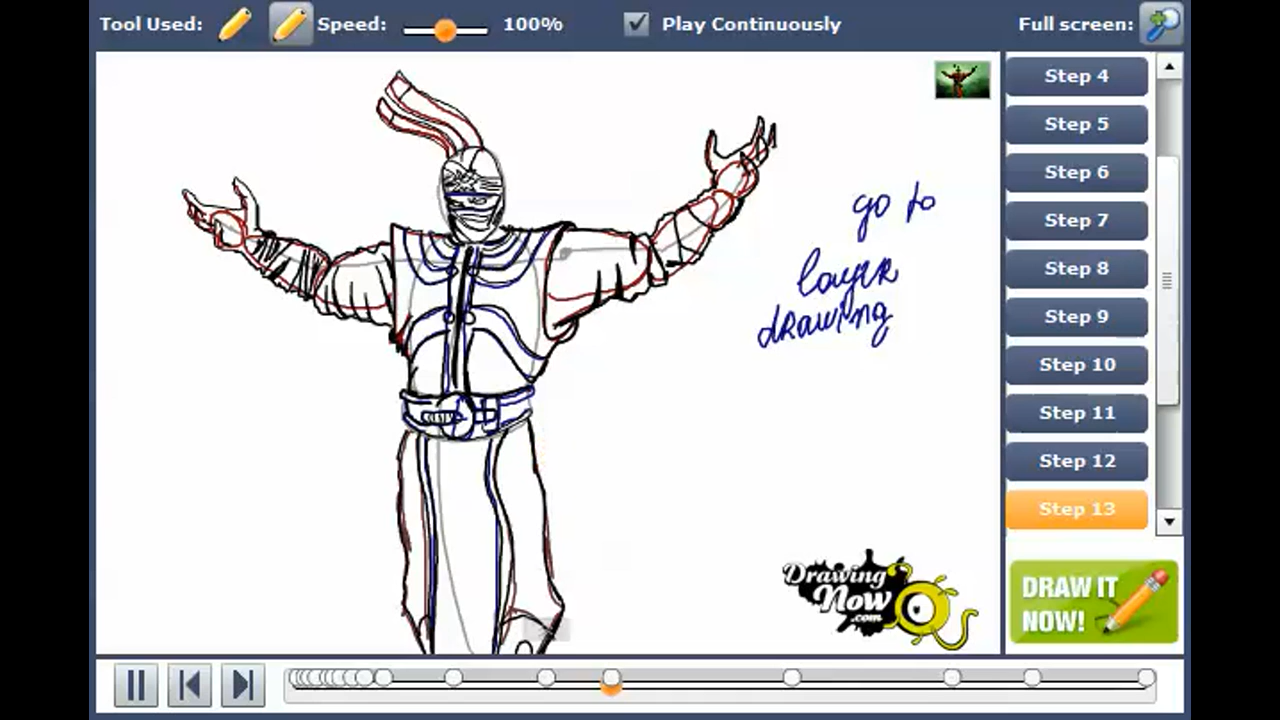 Tool Used:
Speed:
100%
Play Continuously
Full screen:
Step 4
Step 5
Step 6
Step 7
Step 8
Step 9
Step 10
Step 11
Step 12
Step 13
go to
layer
drawing
Drawing
Now
.com
DRAW IT
NOW!